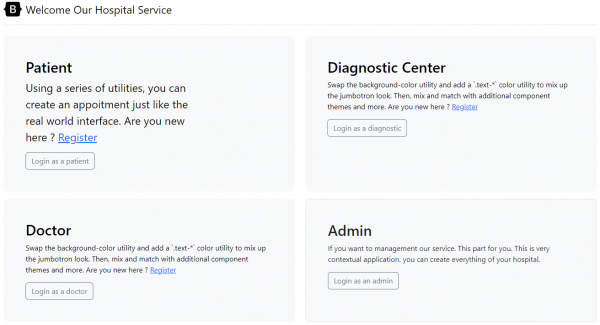 B Welcome Our Hospital Service
Patient
Using a series of utilities, you can
create an appoitment just like the
real world interface. Are you new
here ? Register
Login as a patient
Diagnostic Center
Swap the background-color utility and add a `.text-*` color utility to mix up
the jumbotron look. Then, mix and match with additional component
themes and more. Are you new here ? Register
Login as a diagnostic
Doctor
Swap the background-color utility and add a `.text-*` color utility to mix up
the jumbotron look. Then, mix and match with additional component
themes and more. Are you new here ? Register
Login as a doctor
Admin
If you want to management our service. This part for you. This is very
contextual application. you can create everything of your hospital.
Login as an admin